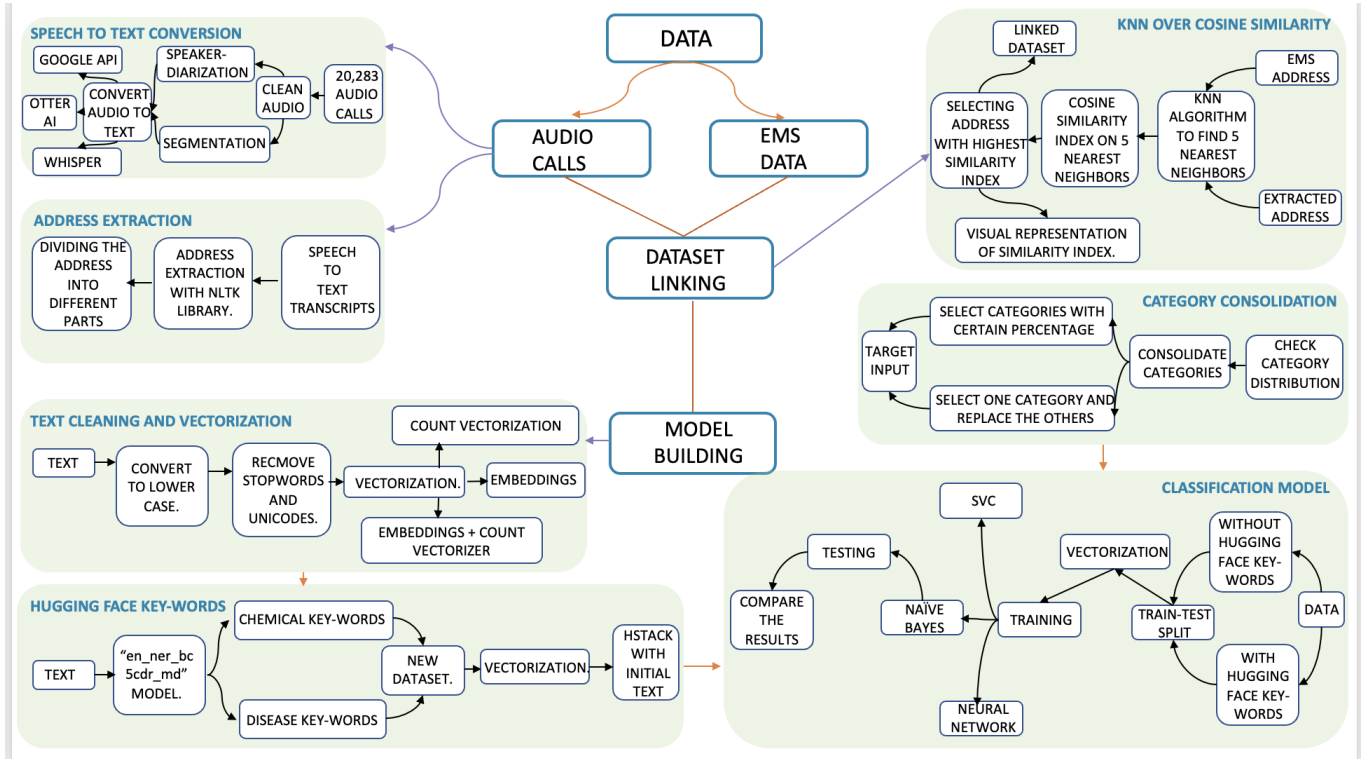 SPEECH TO TEXT CONVERSION
GOOGLE API
OTTER
AI
WHISPER
CONVERT
AUDIO TO
TEXT
SPEAKER-
DIARIZATION
SEGMENTATION
CLEAN
AUDIO
20,283
AUDIO
CALLS
ADDRESS EXTRACTION
DIVIDING THE
ADDRESS
INTO
DIFFERENT
PARTS
ADDRESS
EXTRACTION
WITH NLTK
LIBRARY.
SPEECH
TO
TEXT
TRANSCRIPTS
DATA
AUDIO
CALLS
EMS
DATA
DATASET
LINKING
MODEL
BUILDING
KNN OVER COSINE SIMILARITY
LINKED
DATASET
SELECTING
ADDRESS
WITH HIGHEST
SIMILARITY
INDEX
COSINE
SIMILARITY
INDEX ON 5
NEAREST
NEIGHBORS
KNN
ALGORITHM
TO FIND 5
NEAREST
NEIGHBORS
EMS
ADDRESS
EXTRACTED
ADDRESS
VISUAL REPRESENTATION
OF SIMILARITY INDEX.
CATEGORY CONSOLIDATION
SELECT CATEGORIES WITH
CERTAIN PERCENTAGE
TARGET
INPUT
SELECT ONE CATEGORY AND
REPLACE THE OTHERS
CONSOLIDATE
CATEGORIES
CHECK
CATEGORY
DISTRIBUTION
TEXT CLEANING AND VECTORIZATION
TEXT
CONVERT
TO LOWER
CASE.
RECMOVE
STOPWORDS
AND
UNICODES.
VECTORIZATION.
COUNT VECTORIZATION
EMBEDDINGS
EMBEDDINGS + COUNT
VECTORIZER
HUGGING FACE KEY-WORDS
TEXT
“en_ner_bc
5cdr_md”
MODEL.
CHEMICAL KEY-WORDS
DISEASE KEY-WORDS
NEW
DATASET.
VECTORIZATION.
HSTACK
WITH
INITIAL
TEXT
CLASSIFICATION MODEL
SVC
TESTING
COMPARE
THE
RESULTS
NAÏVE
BAYES
NEURAL
NETWORK
TRAINING
VECTORIZATION
TRAIN-TEST
SPLIT
WITHOUT
HUGGING
FACE KEY-
WORDS
DATA
WITH
HUGGING
FACE KEY-
WORDS